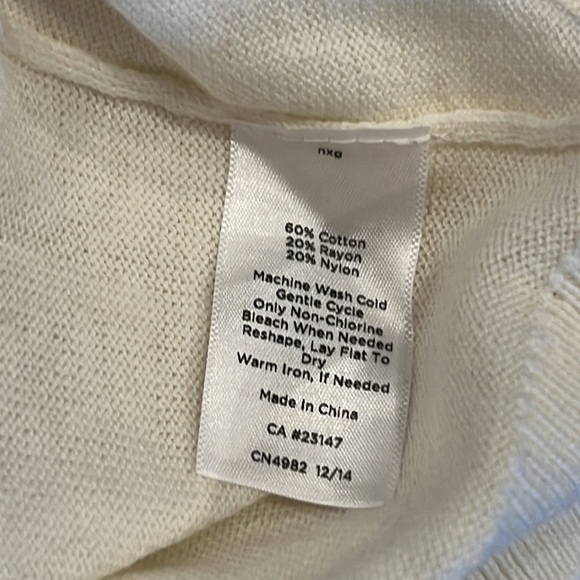 60% Cotton
20% Rayon
20% Nylon
Machine Wash Cold
Gentle Cycle
Only Non-Chlorine
Bleach When Needed
Reshape, Lay Flat To
Dry
Warm Iron, If Needed
Made In China
CA #23147
CN4982 12/14